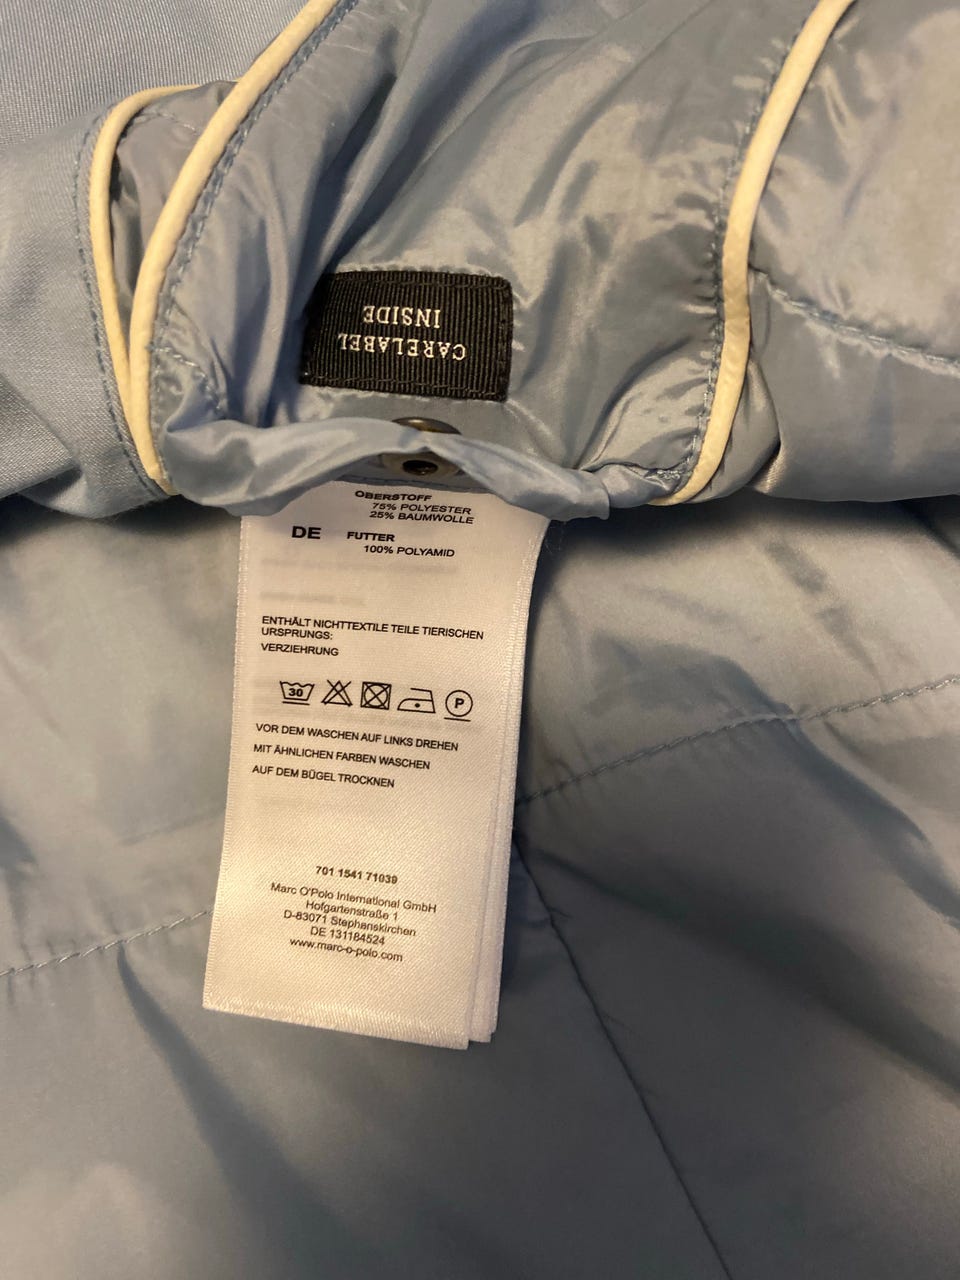 CARELABEL
INSIDE
OBERSTOFF
75% POLYESTER
25% BAUMWOLLE
DE FUTTER
100% POLYAMID
ENTHÄLT NICHTTEXTILE TEILE TIERISCHEN
URSPRUNGS:
VERZIEHRUNG
30 P
VOR DEM WASCHEN AUF LINKS DREHEN
MIT ÄHNLICHEN FARBEN WASCHEN
AUF DEM BÜGEL TROCKNEN
701 1541 71039
Marc O'Polo International GmbH
Hofgartenstraße 1
D-83071 Stephanskirchen
DE 131184524
www.marc-o-polo.com